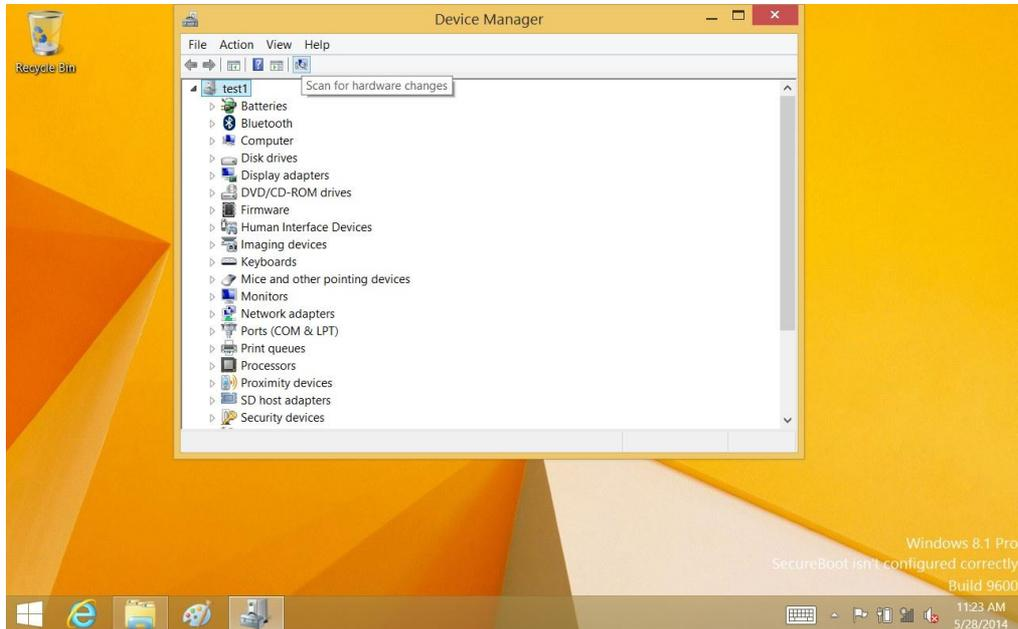 Recycle Bin
Device Manager
File Action View Help
Scan for hardware changes
test1
Batteries
Bluetooth
Computer
Disk drives
Display adapters
DVD/CD-ROM drives
Firmware
Human Interface Devices
Imaging devices
Keyboards
Mice and other pointing devices
Monitors
Network adapters
Ports (COM & LPT)
Print queues
Processors
Proximity devices
SD host adapters
Security devices
Windows 8.1 Pro
SecureBoot isn't configured correctly
Build 9600
11:23 AM
5/28/2014